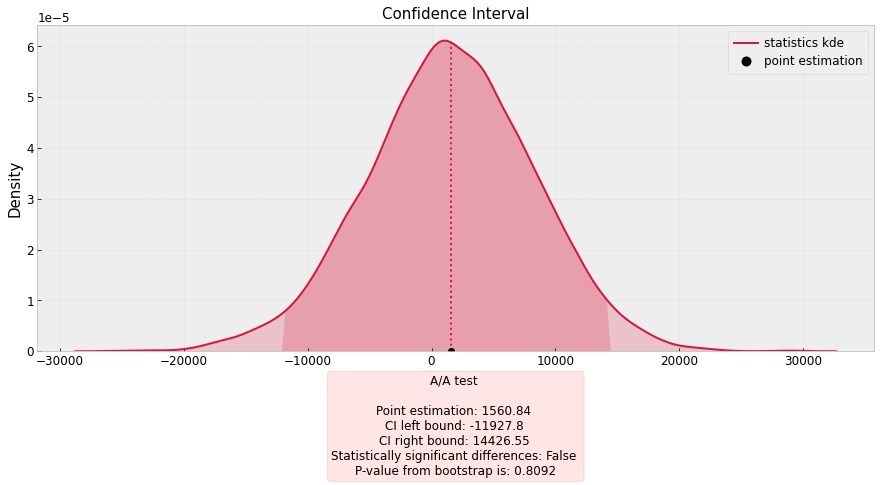 Confidence Interval
1e−5
statistics kde
point estimation
6
5
4
3
2
1
0
Density
−30000 −20000 −10000 0 10000 20000 30000
A/A test
Point estimation: 1560.84
CI left bound: -11927.8
CI right bound: 14426.55
Statistically significant differences: False
P-value from bootstrap is: 0.8092